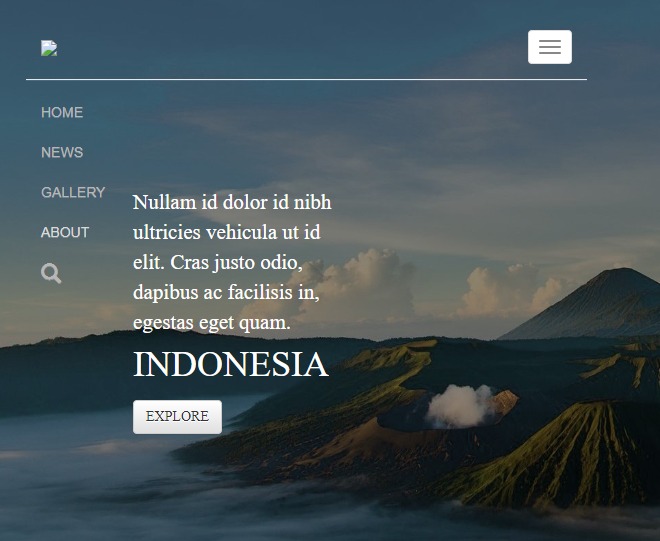 HOME
NEWS
GALLERY
ABOUT
Nullam id dolor id nibh
ultricies vehicula ut id
elit. Cras justo odio,
dapibus ac facilisis in,
egestas eget quam.
INDONESIA
EXPLORE